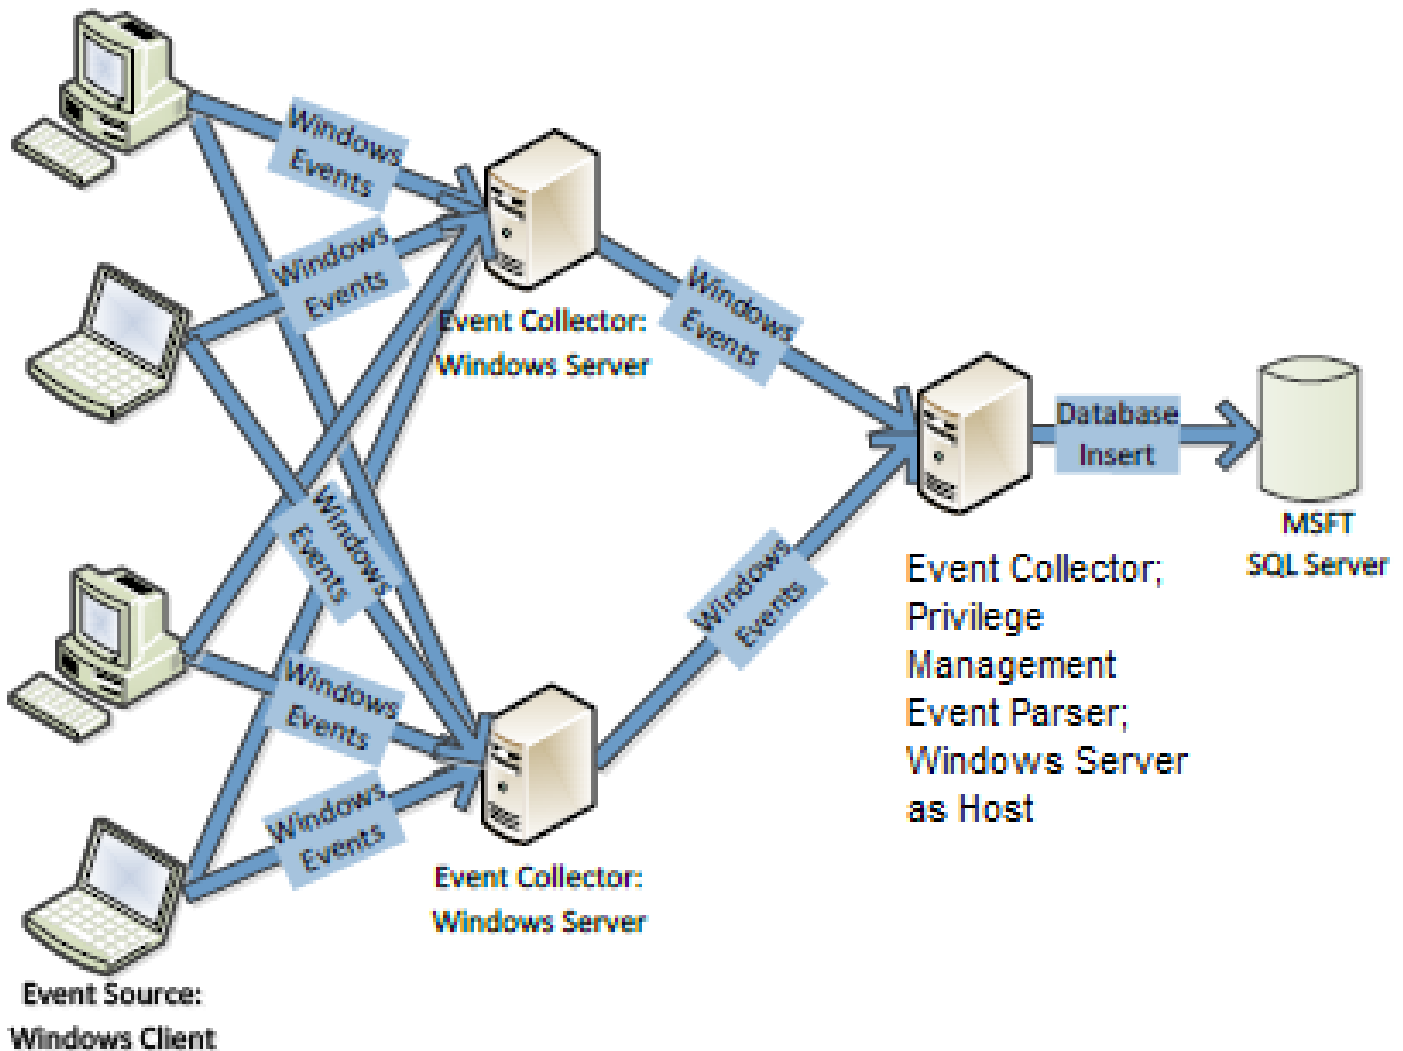 Windows
Events
Windows
Events
Event Collector:
Windows Server
Windows
Events
Database
Insert
MSFT
SQL Server
Windows
Events
Windows
Events
Event Collector;
Privilege
Management
Event Parser;
Windows Server
as Host
Windows
Events
Windows
Events
Event Collector:
Windows Server
Event Source:
Windows Client